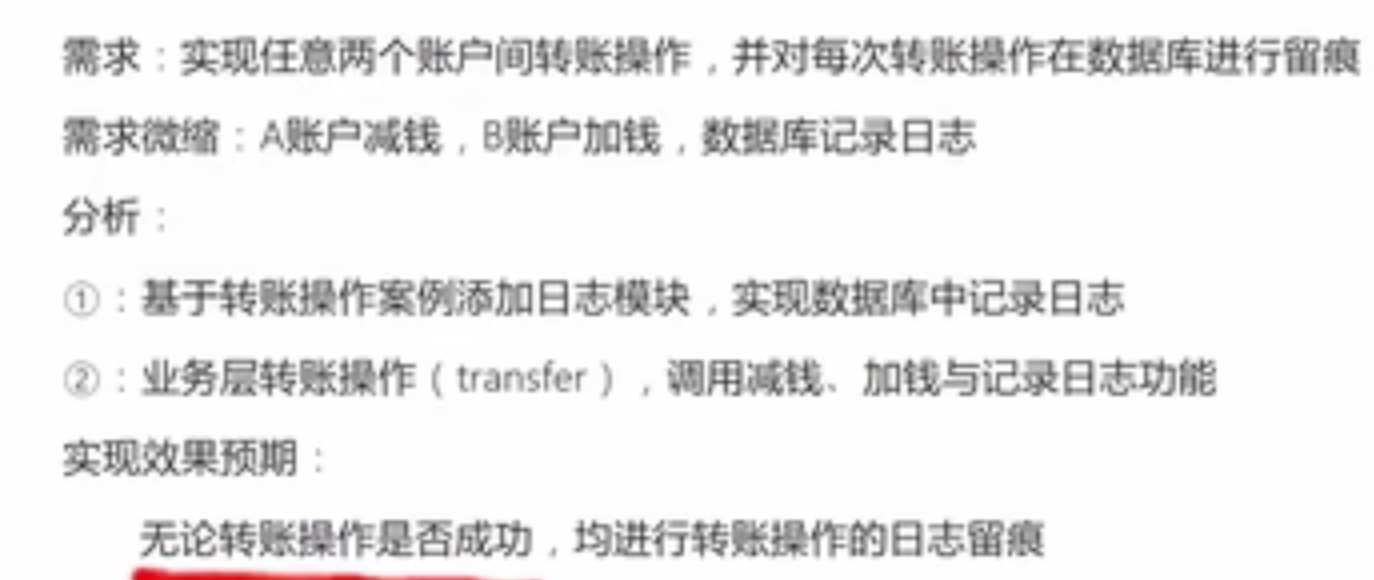 需求：实现任意两个账户间转账操作，并对每次转账操作在数据库进行留痕
需求微缩：A账户减钱，B账户加钱，数据库记录日志
分析：
①：基于转账操作案例添加日志模块，实现数据库中记录日志
②：业务层转账操作（transfer），调用减钱、加钱与记录日志功能
实现效果预期：
无论转账操作是否成功，均进行转账操作的日志留痕